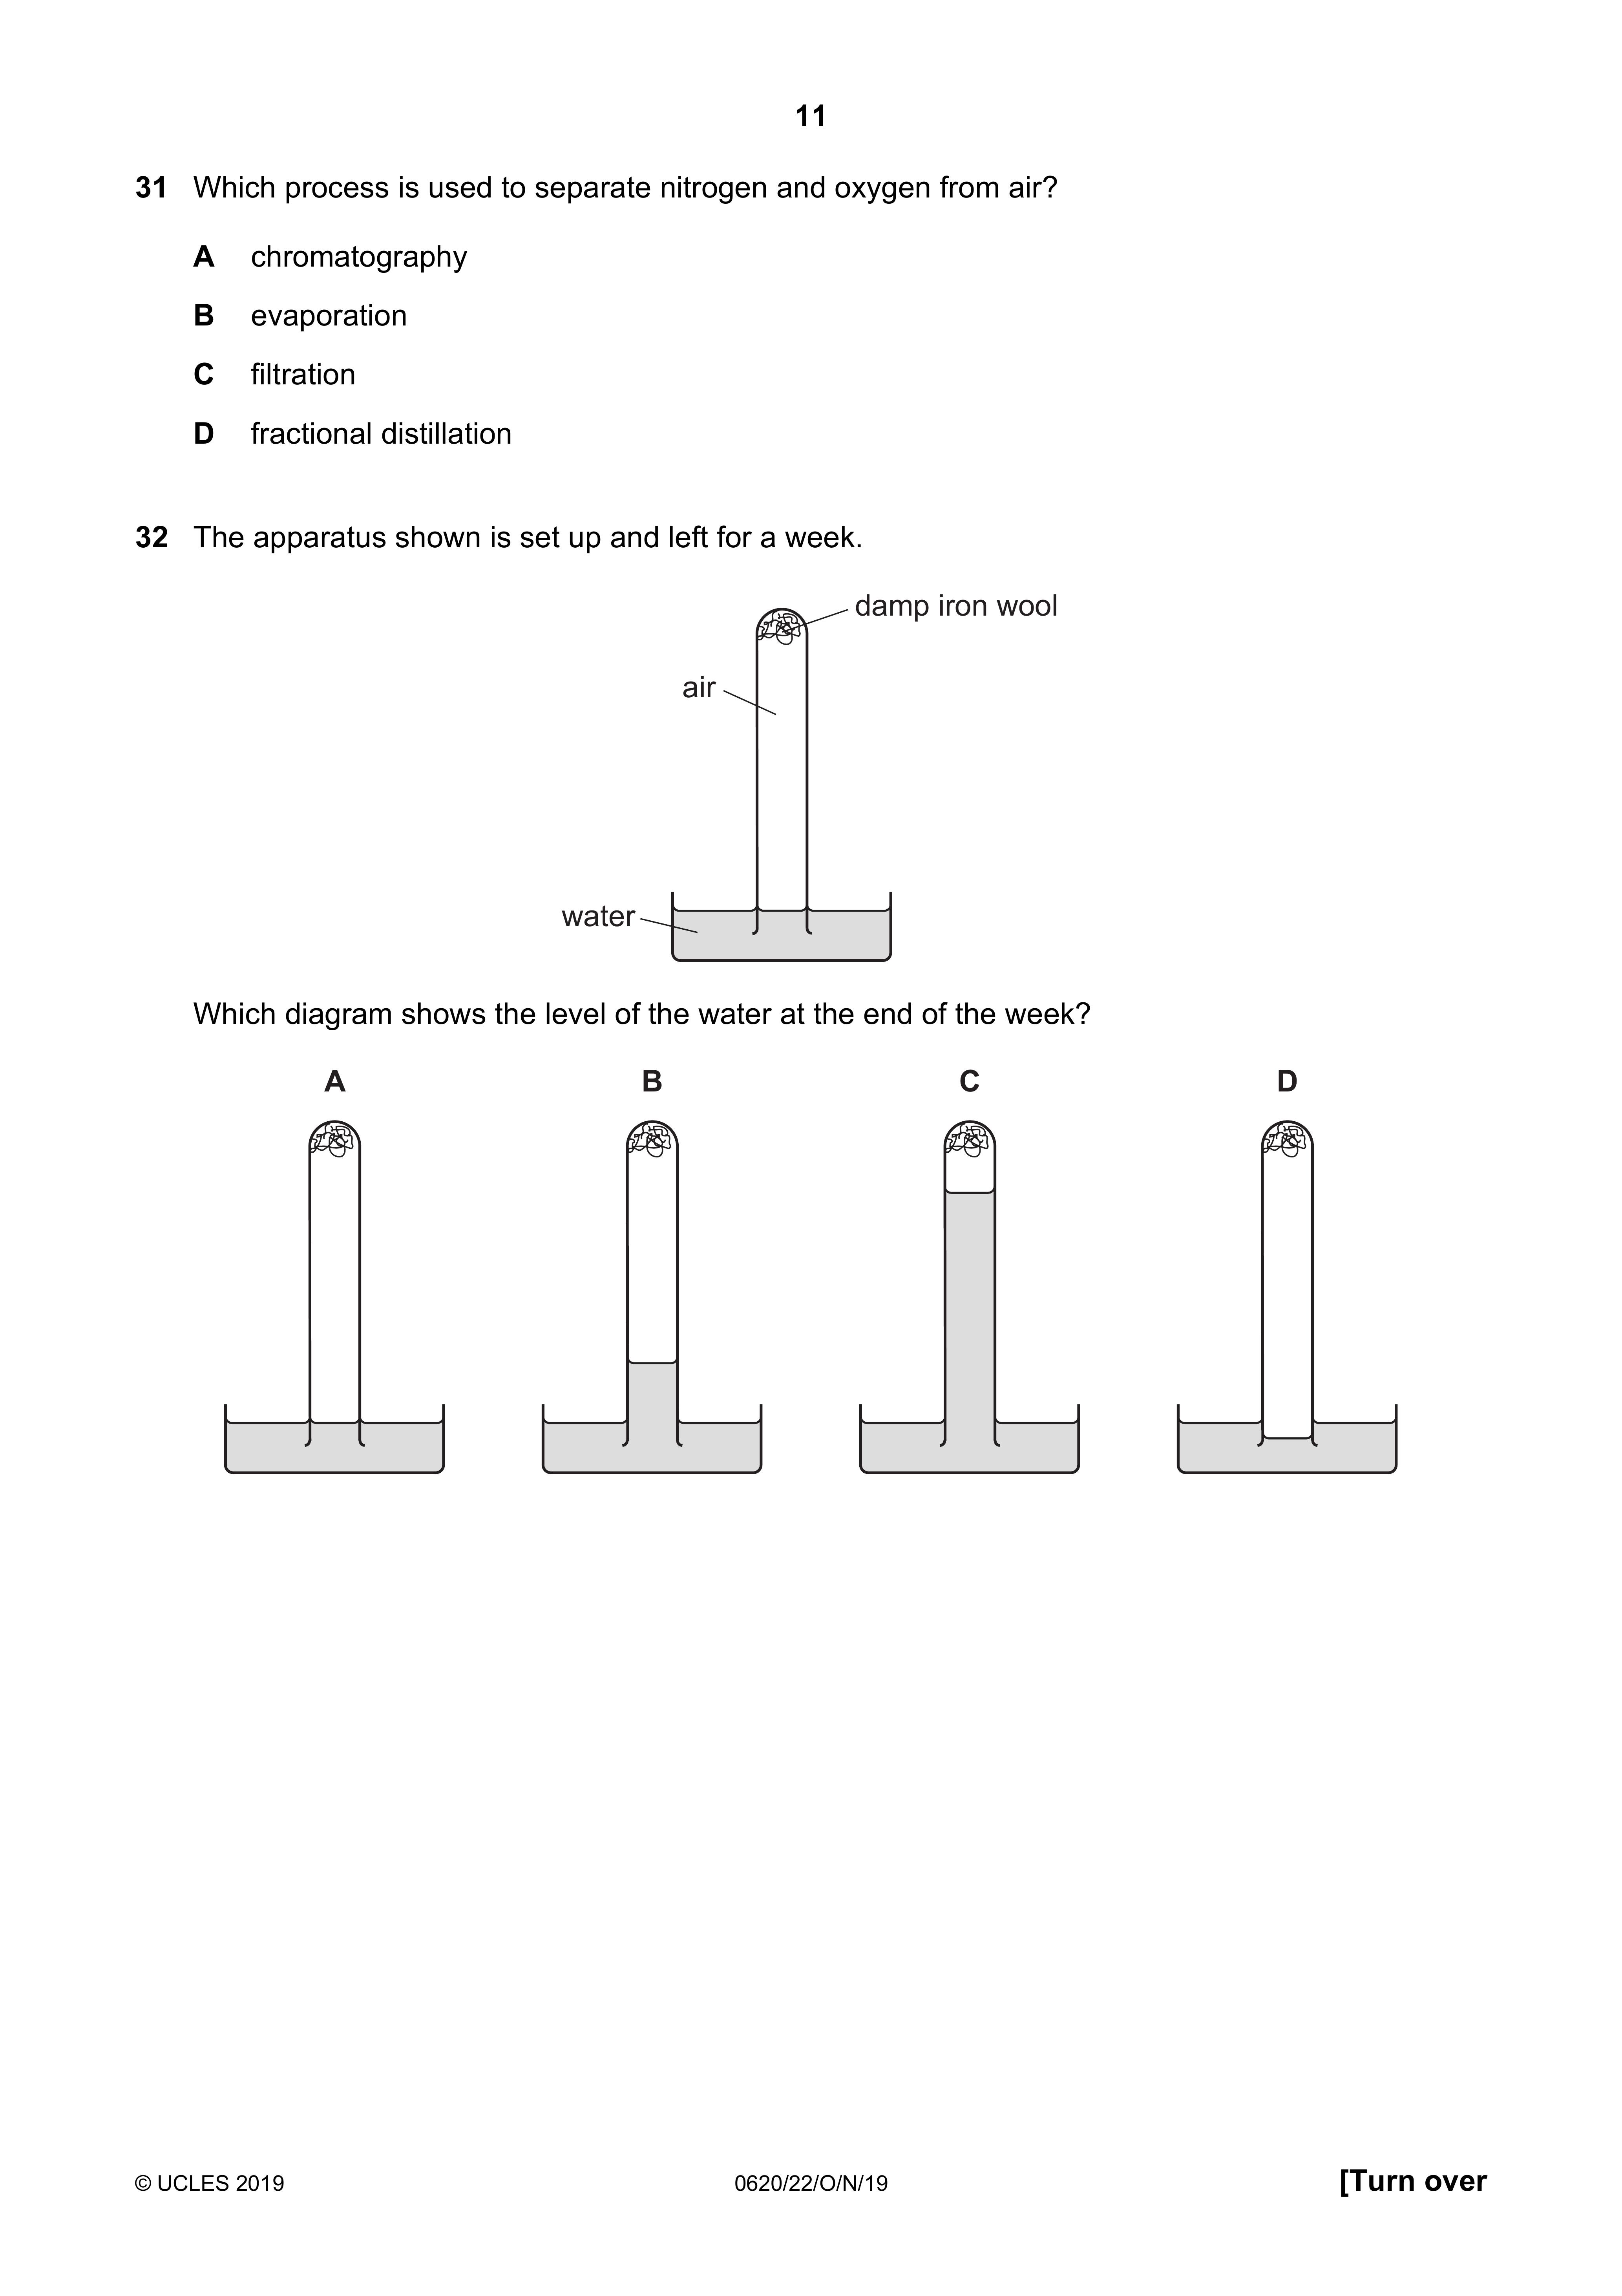 11
31 Which process is used to separate nitrogen and oxygen from air?
A chromatography
B evaporation
C filtration
D fractional distillation
32 The apparatus shown is set up and left for a week.
damp iron wool
air
water
Which diagram shows the level of the water at the end of the week?
A B C D
© UCLES 2019 0620/22/O/N/19 [Turn over